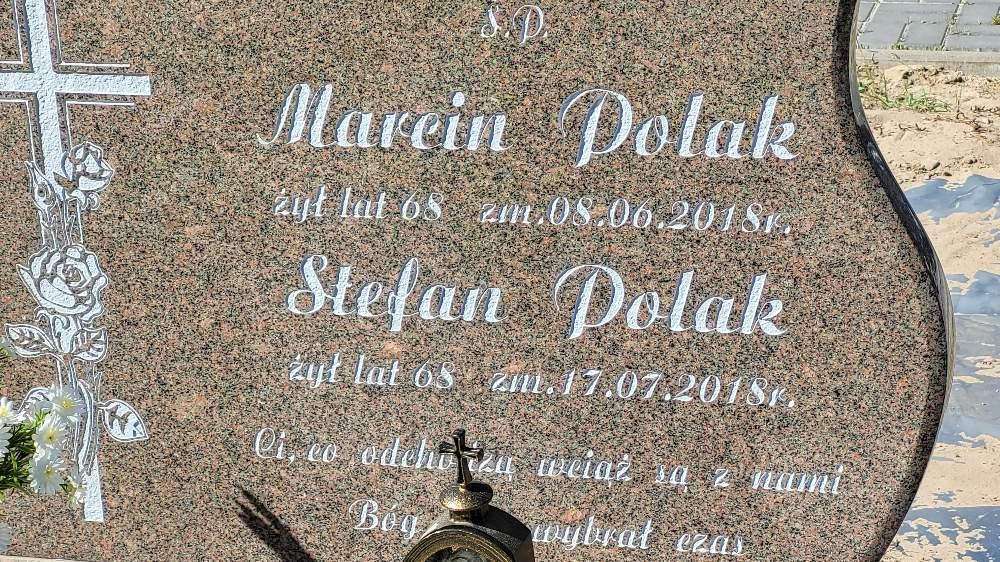 Ś.P.
Marcin Polak
żył lat 68 zm.08.06.2018r.
Stefan Polak
żył lat 68 zm.17.07.2018r.
Ci, co odchodzą wciąż są z nami
Bóg wybrał czas